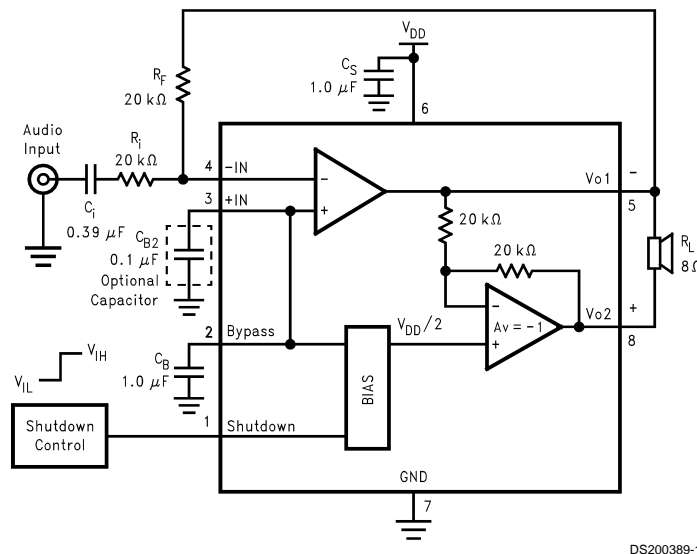 V_DD
C_S
1.0 μF
6
R_F
20 kΩ
Audio
Input
R_i
20 kΩ
C_i
0.39 μF
4
-IN
3
+IN
-
+
Vo1
-
5
20 kΩ
20 kΩ
R_L
8Ω
C_B2
0.1 μF
Optional
Capacitor
-
Av = -1
+
Vo2
+
8
2
Bypass
V_DD/2
C_B
1.0 μF
BIAS
V_IH
V_IL
1
Shutdown
Shutdown
Control
GND
7